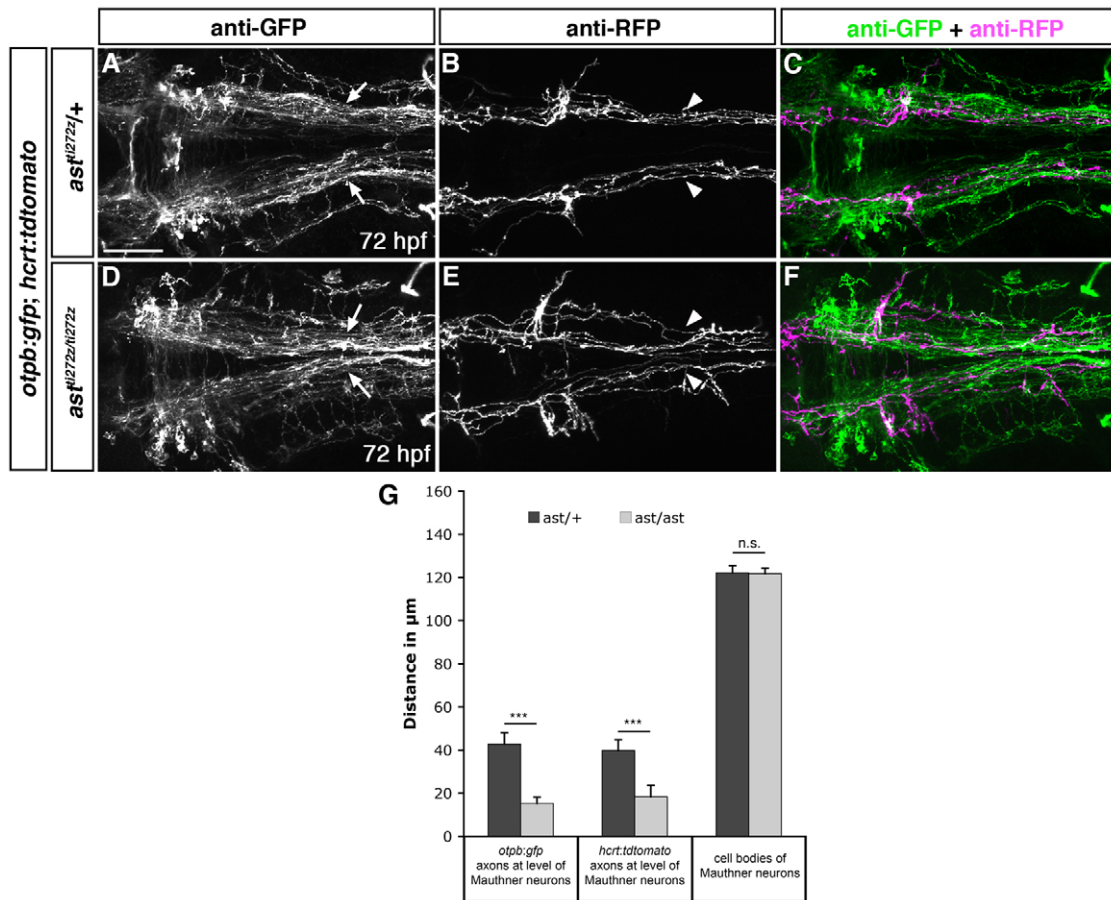 anti-GFP
anti-RFP
anti-GFP + anti-RFP
otpb:gfp; hcrt:tdtomato
ast^ti272z/+
A
72 hpf
B
C
ast^ti272z/ti272z
D
72 hpf
E
F
G
160
140
120
100
80
60
40
20
0
Distance in µm
ast/+
ast/ast
***
***
n.s.
otpb:gfp
axons at level of
Mauthner neurons
hcrt:tdtomato
axons at level of
Mauthner neurons
cell bodies of
Mauthner neurons